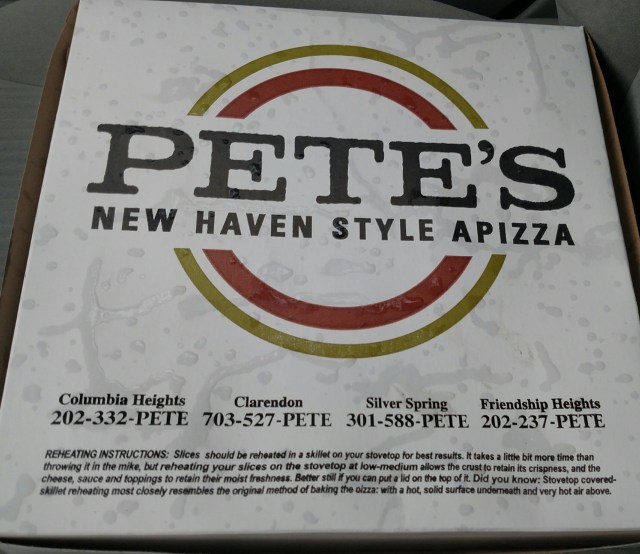 PETE'S
NEW HAVEN STYLE APIZZA
Columbia Heights Clarendon Silver Spring Friendship Heights
202-332-PETE 703-527-PETE 301-588-PETE 202-237-PETE
REHEATING INSTRUCTIONS: Slices should be reheated in a skillet on your stovetop for best results. It takes a little bit more time than
throwing it in the mike, but reheating your slices on the stovetop at low-medium allows the crust to retain its crispness, and the
cheese, sauce and toppings to retain their moist freshness. Better still if you can put a lid on the top of it. Did you know: Stovetop covered-
skillet reheating most closely resembles the original method of baking the pizza: with a hot, solid surface underneath and very hot air above.